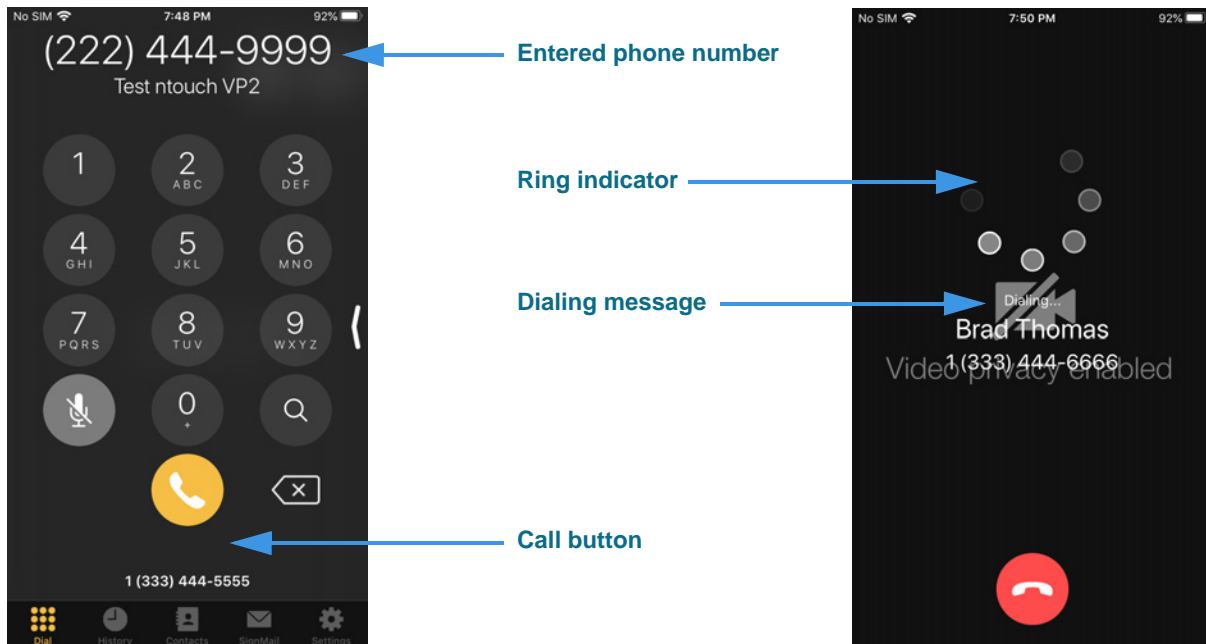 No SIM 7:48 PM 92%
(222) 444-9999
Test ntouch VP2
1 2 3
ABC DEF
4 5 6
GHI JKL MNO
7 8 9
PQRS TUV WXYZ
0
+
1 (333) 444-5555
Dial History Contacts SignMail Settings
Entered phone number
Ring indicator
Dialing message
Call button
No SIM 7:50 PM 92%
Dialing...
Brad Thomas
1 (333) 444-6666
Video privacy enabled